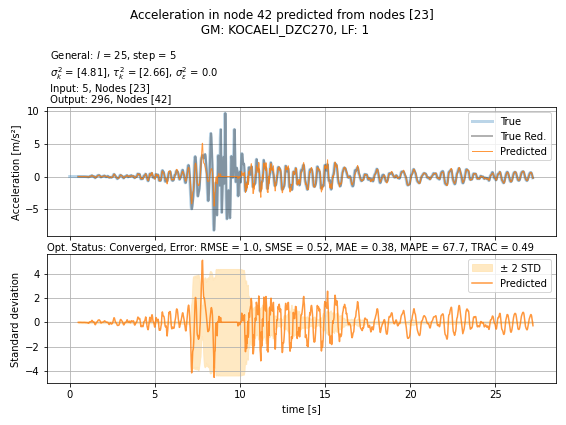 Acceleration in node 42 predicted from nodes [23]
GM: KOCAELI_DZC270, LF: 1
General: l = 25, step = 5
σ²ₖ = [4.81], τ²ₖ = [2.66], σ²ε = 0.0
Input: 5, Nodes [23]
Output: 296, Nodes [42]
Acceleration [m/s²]
10
5
0
−5
True
True Red.
Predicted
Opt. Status: Converged, Error: RMSE = 1.0, SMSE = 0.52, MAE = 0.38, MAPE = 67.7, TRAC = 0.49
Standard deviation
4
2
0
−2
−4
± 2 STD
Predicted
0 5 10 15 20 25
time [s]